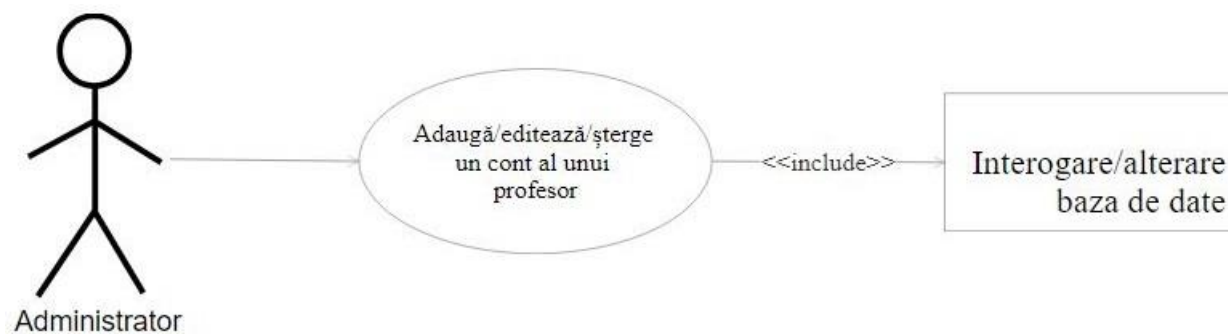 Adaugă/editează/șterge
un cont al unui
profesor
<<include>>
Interogare/alterare
baza de date
Administrator